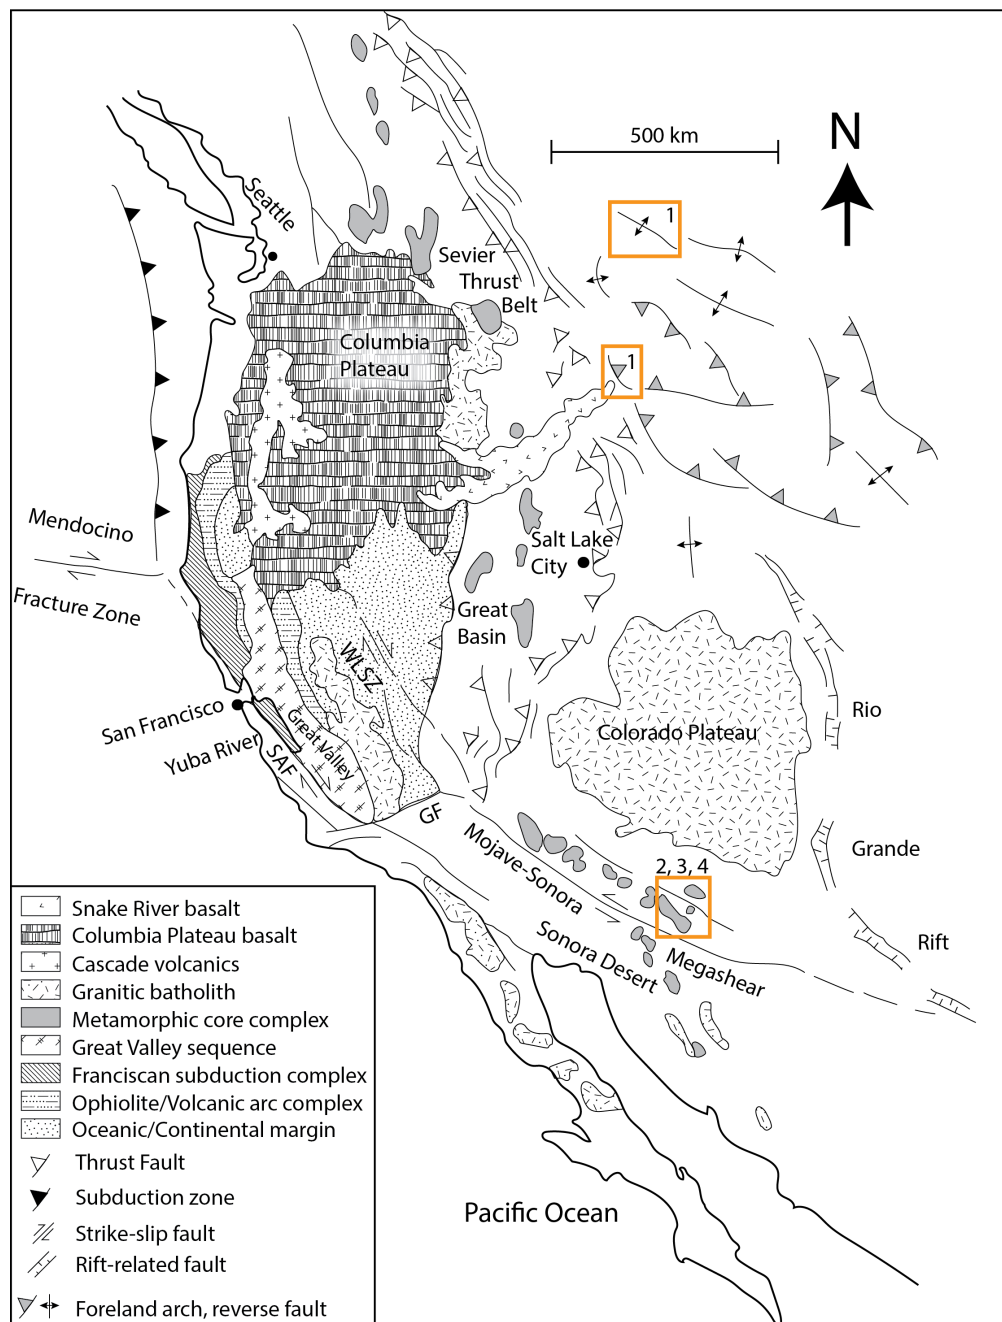 500 km
N
1
Seattle
Sevier
Thrust
Belt
Columbia
Plateau
1
Mendocino
Fracture Zone
Salt Lake
City
Great
Basin
WLSZ
San Francisco
Yuba River
SAF
Great Valley
GF
Colorado Plateau
Rio
Grande
Rift
2, 3, 4
Mojave-Sonora
Megashear
Sonora Desert
Pacific Ocean
Snake River basalt
Columbia Plateau basalt
Cascade volcanics
Granitic batholith
Metamorphic core complex
Great Valley sequence
Franciscan subduction complex
Ophiolite/Volcanic arc complex
Oceanic/Continental margin
Thrust Fault
Subduction zone
Strike-slip fault
Rift-related fault
Foreland arch, reverse fault